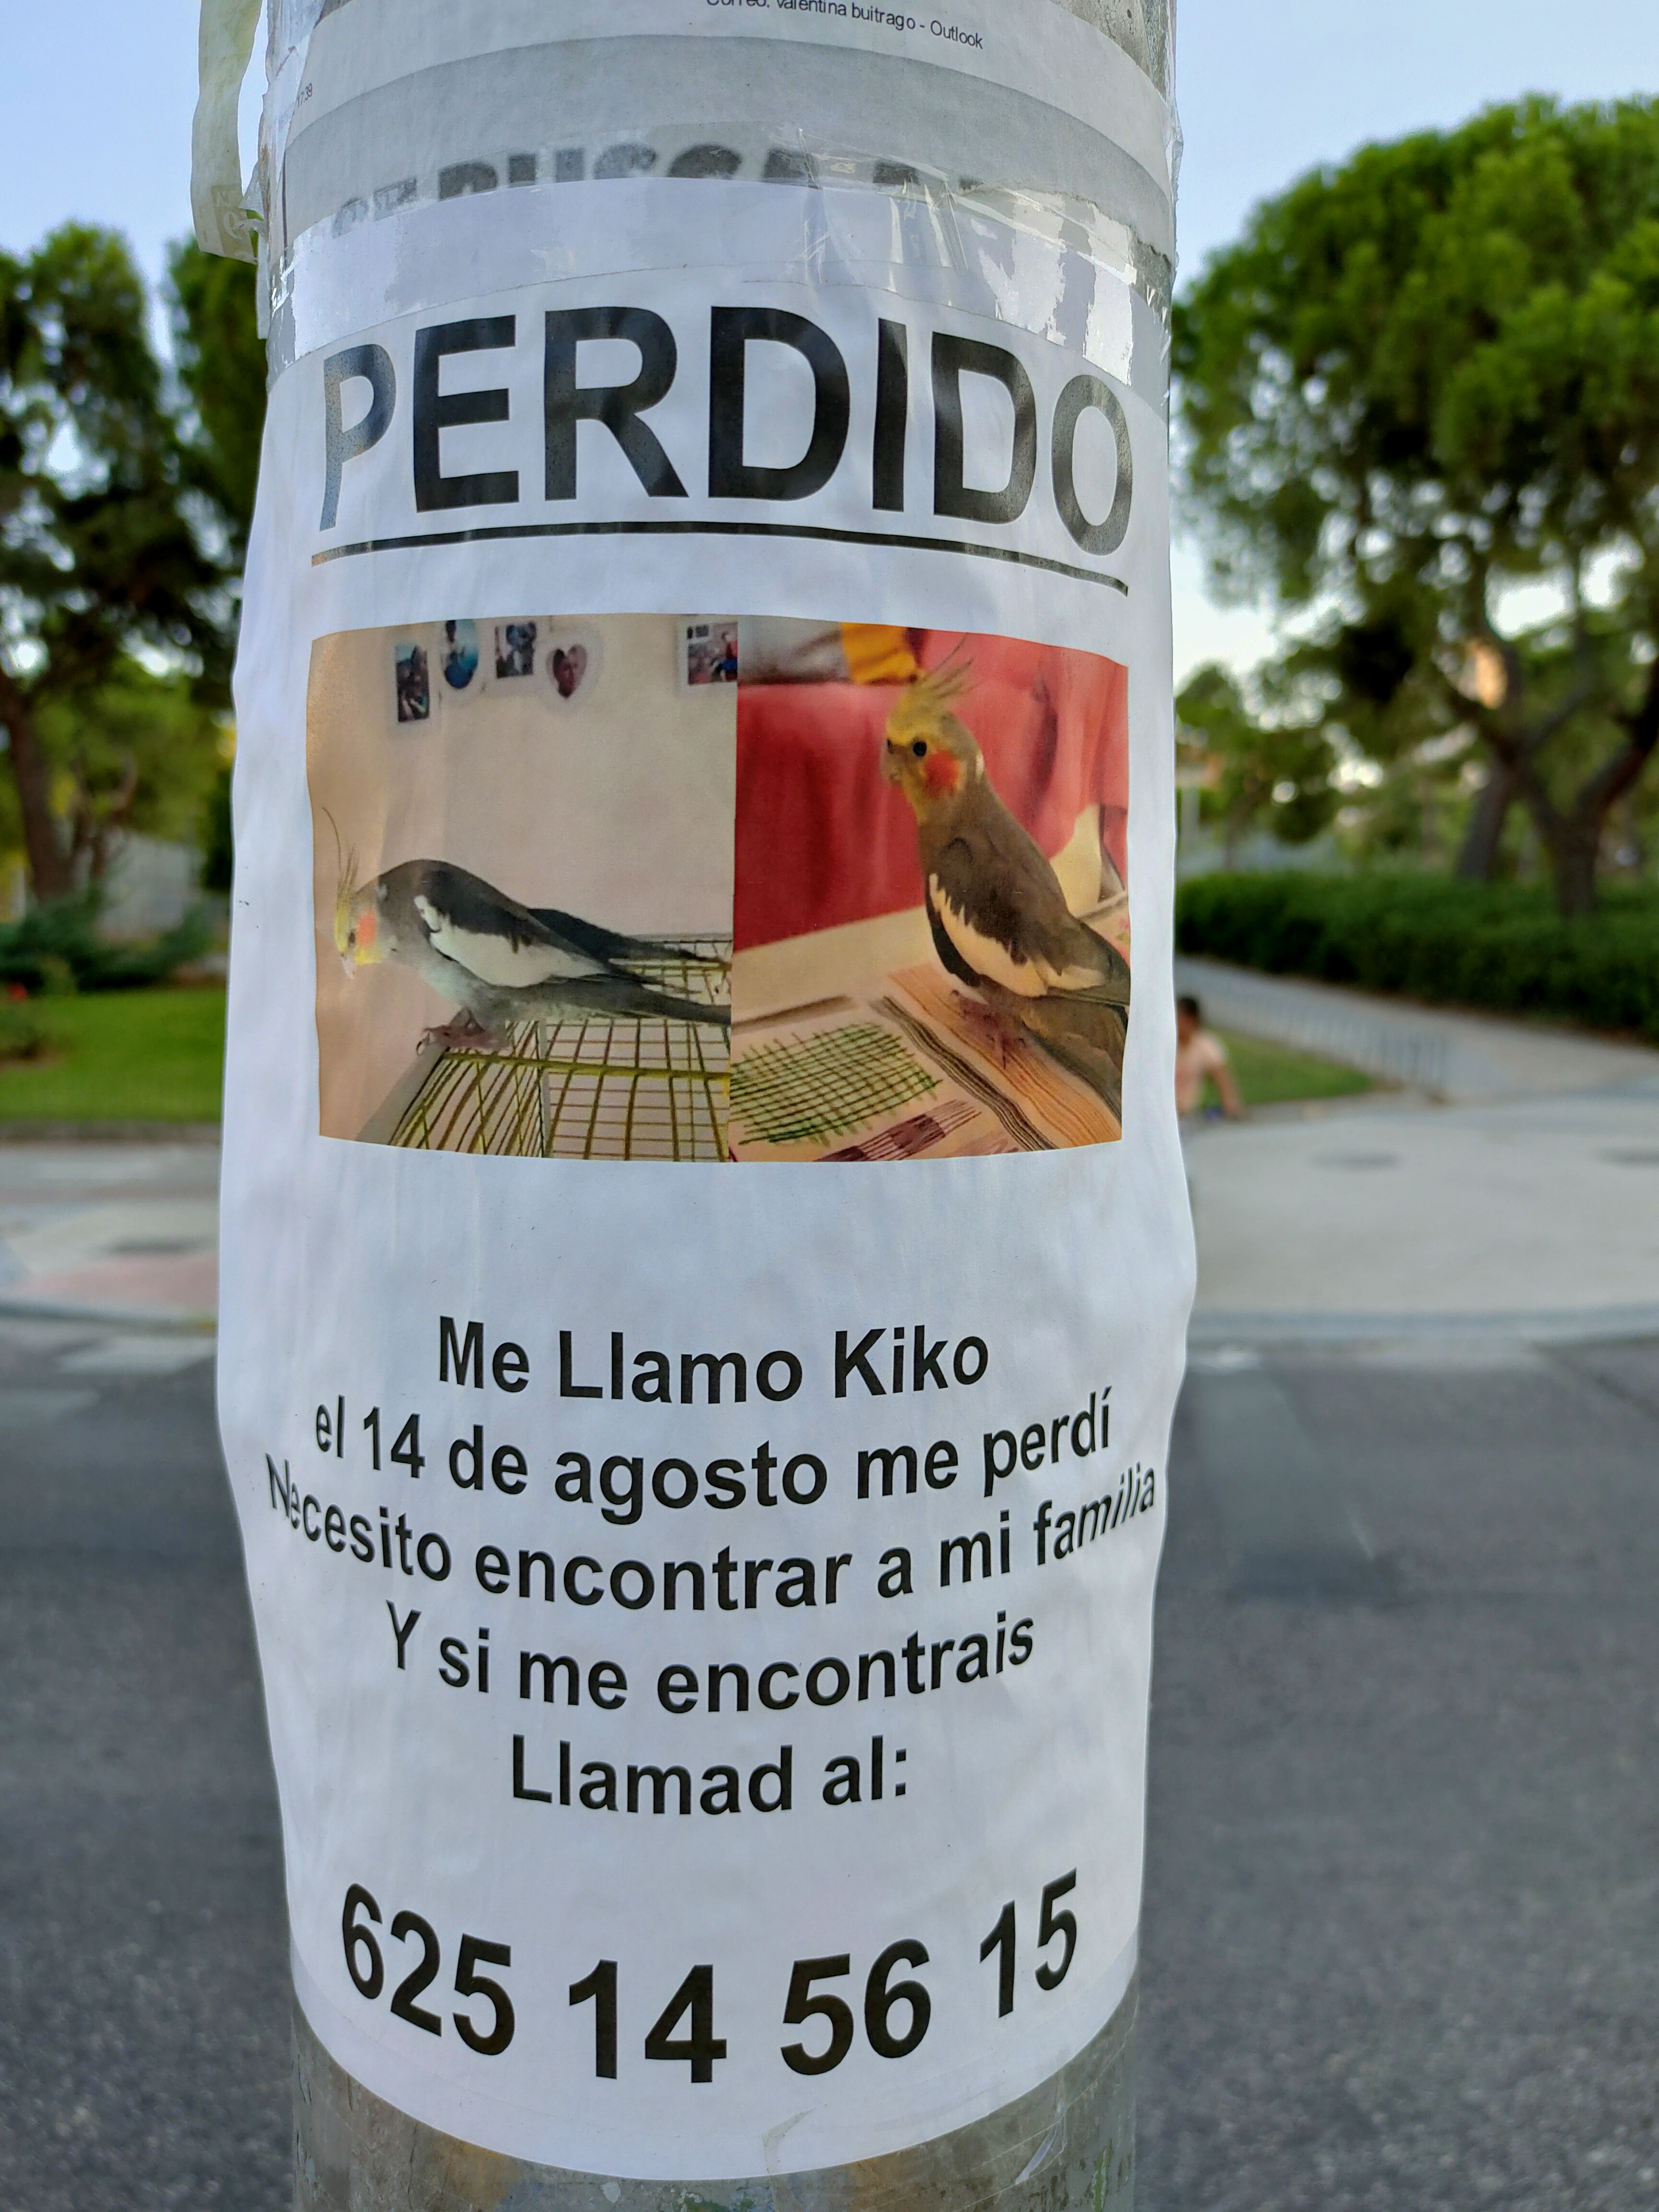 Correo: valentina buitrago - Outlook
PERDIDO
Me Llamo Kiko
el 14 de agosto me perdí
Necesito encontrar a mi familia
Y si me encontrais
Llamad al:
625 14 56 15